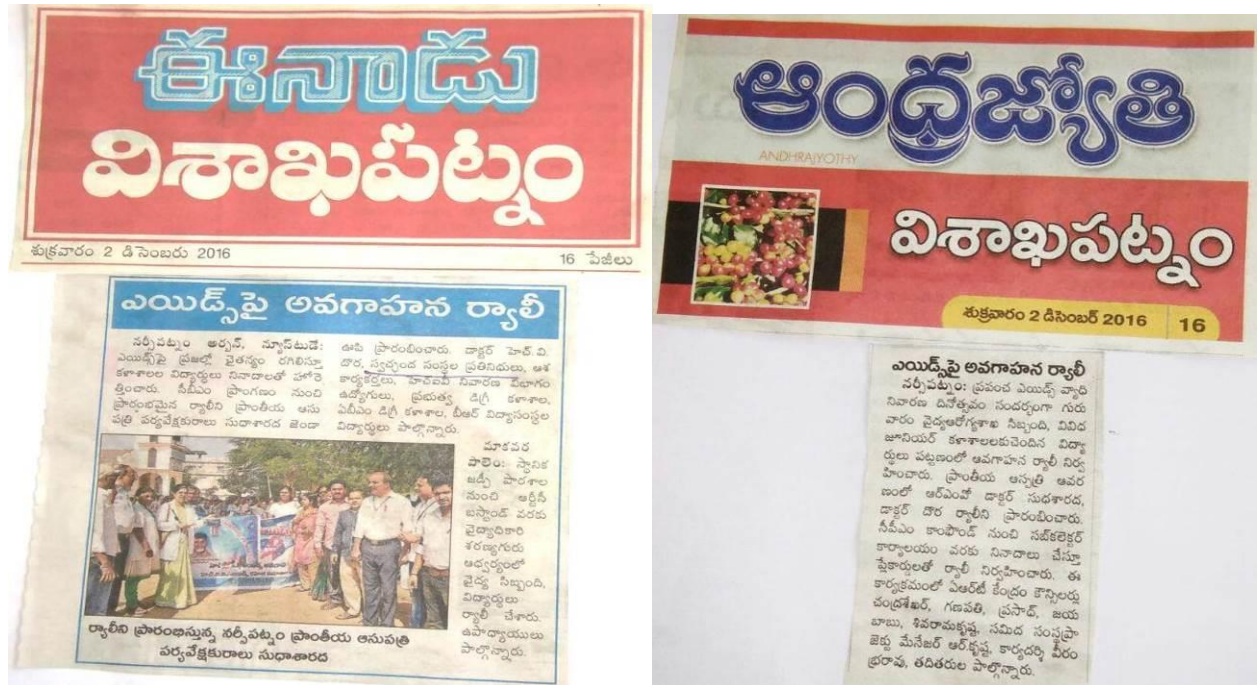 ఈనాడు
విశాఖపట్నం
శుక్రవారం 2 డిసెంబరు 2016
16 పేజీలు
ఎయిడ్స్‌పై అవగాహన ర్యాలీ
నర్సీపట్నం అర్బన్, న్యూస్‌టుడే:
ఎయిడ్స్‌పై ప్రజల్లో చైతన్యం రగిలిస్తూ
కళాశాలల విద్యార్థులు నినాదాలతో హోరె
త్తించారు. సీబీఎం ప్రాంగణం నుంచి
ప్రారంభమైన ర్యాలీని ప్రాంతీయ ఆసు
పత్రి పర్యవేక్షకురాలు సుధాశారద జెండా
ఊపి ప్రారంబించారు. డాక్టర్ హెచ్.వి.
దొర, స్వచ్ఛంద సంస్థల ప్రతినిధులు, ఆశ
కార్యకర్తలు, హెచ్ఐవీ నివారణ విభాగం
ఉద్యోగులు, ప్రభుత్వ డిగ్రీ కళాశాల,
ఏబీఎం డిగ్రీ కళాశాల, బీఆర్ విద్యాసంస్థల
విద్యార్థులు పాల్గొన్నారు.
మాకవర
పాలెం: స్థానిక
జడ్పీ పాఠశాల
నుంచి ఆర్టీసీ
బస్టాండ్ వరకు
వైద్యాధికారి
శరణ్యగురు
ఆధ్వర్యంలో
వైద్య సిబ్బంది,
విద్యార్థులు
ర్యాలీ చేశారు.
ఉపాధ్యాయులు
పాల్గొన్నారు.
ర్యాలీని ప్రారంభిస్తున్న నర్సీపట్నం ప్రాంతీయ ఆసుపత్రి
పర్యవేక్షకురాలు సుధాశారద
ఆంధ్రజ్యోతి
ANDHRAJYOTHY
విశాఖపట్నం
శుక్రవారం 2 డిసెంబర్ 2016 16
ఎయిడ్స్‌పై అవగాహన ర్యాలీ
నర్సీపట్నం: ప్రపంచ ఎయిడ్స్ వ్యాధి
నివారణ దినోత్సవం సందర్భంగా గురు
వారం వైద్యఆరోగ్యశాఖ సిబ్బంది, వివిధ
జూనియర్ కళాశాలలకుచెందిన విద్యా
ర్థులు పట్టణంలో అవగాహన ర్యాలీ నిర్వ
హించారు. ప్రాంతీయ ఆస్పత్రి ఆవర
ణంలో ఆర్ఎంవో డాక్టర్ సుధశారద,
డాక్టర్ దొర ర్యాలీని ప్రారంబించారు.
సీపీఎం కాంఫౌండ్ నుంచి సబ్‌కలెక్టర్
కార్యాలయం వరకు నినాదాలు చేస్తూ
ప్లేకార్డులతో ర్యాలీ నిర్వహించారు. ఈ
కార్యక్రమంలో ఏఆర్‌టీ కేంద్రం కౌన్సిలర్లు
చంద్రశేఖర్, గణపతి, ప్రసాద్, జయ
బాబు, శివరామకృష్ణ, సమిద సంస్థప్రా
జెక్టు మేనేజర్ ఆర్.కృష్ణ, కార్యదర్శి వీరం
భ్రరావు, తదితరుల పాల్గొన్నారు.